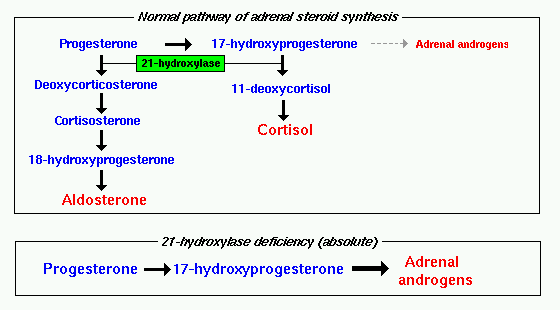 Normal pathway of adrenal steroid synthesis
Progesterone 17-hydroxyprogesterone Adrenal androgens
21-hydroxylase
Deoxycorticosterone 11-deoxycortisol
Cortisosterone Cortisol
18-hydroxyprogesterone
Aldosterone
21-hydroxylase deficiency (absolute)
Progesterone 17-hydroxyprogesterone Adrenal
androgens